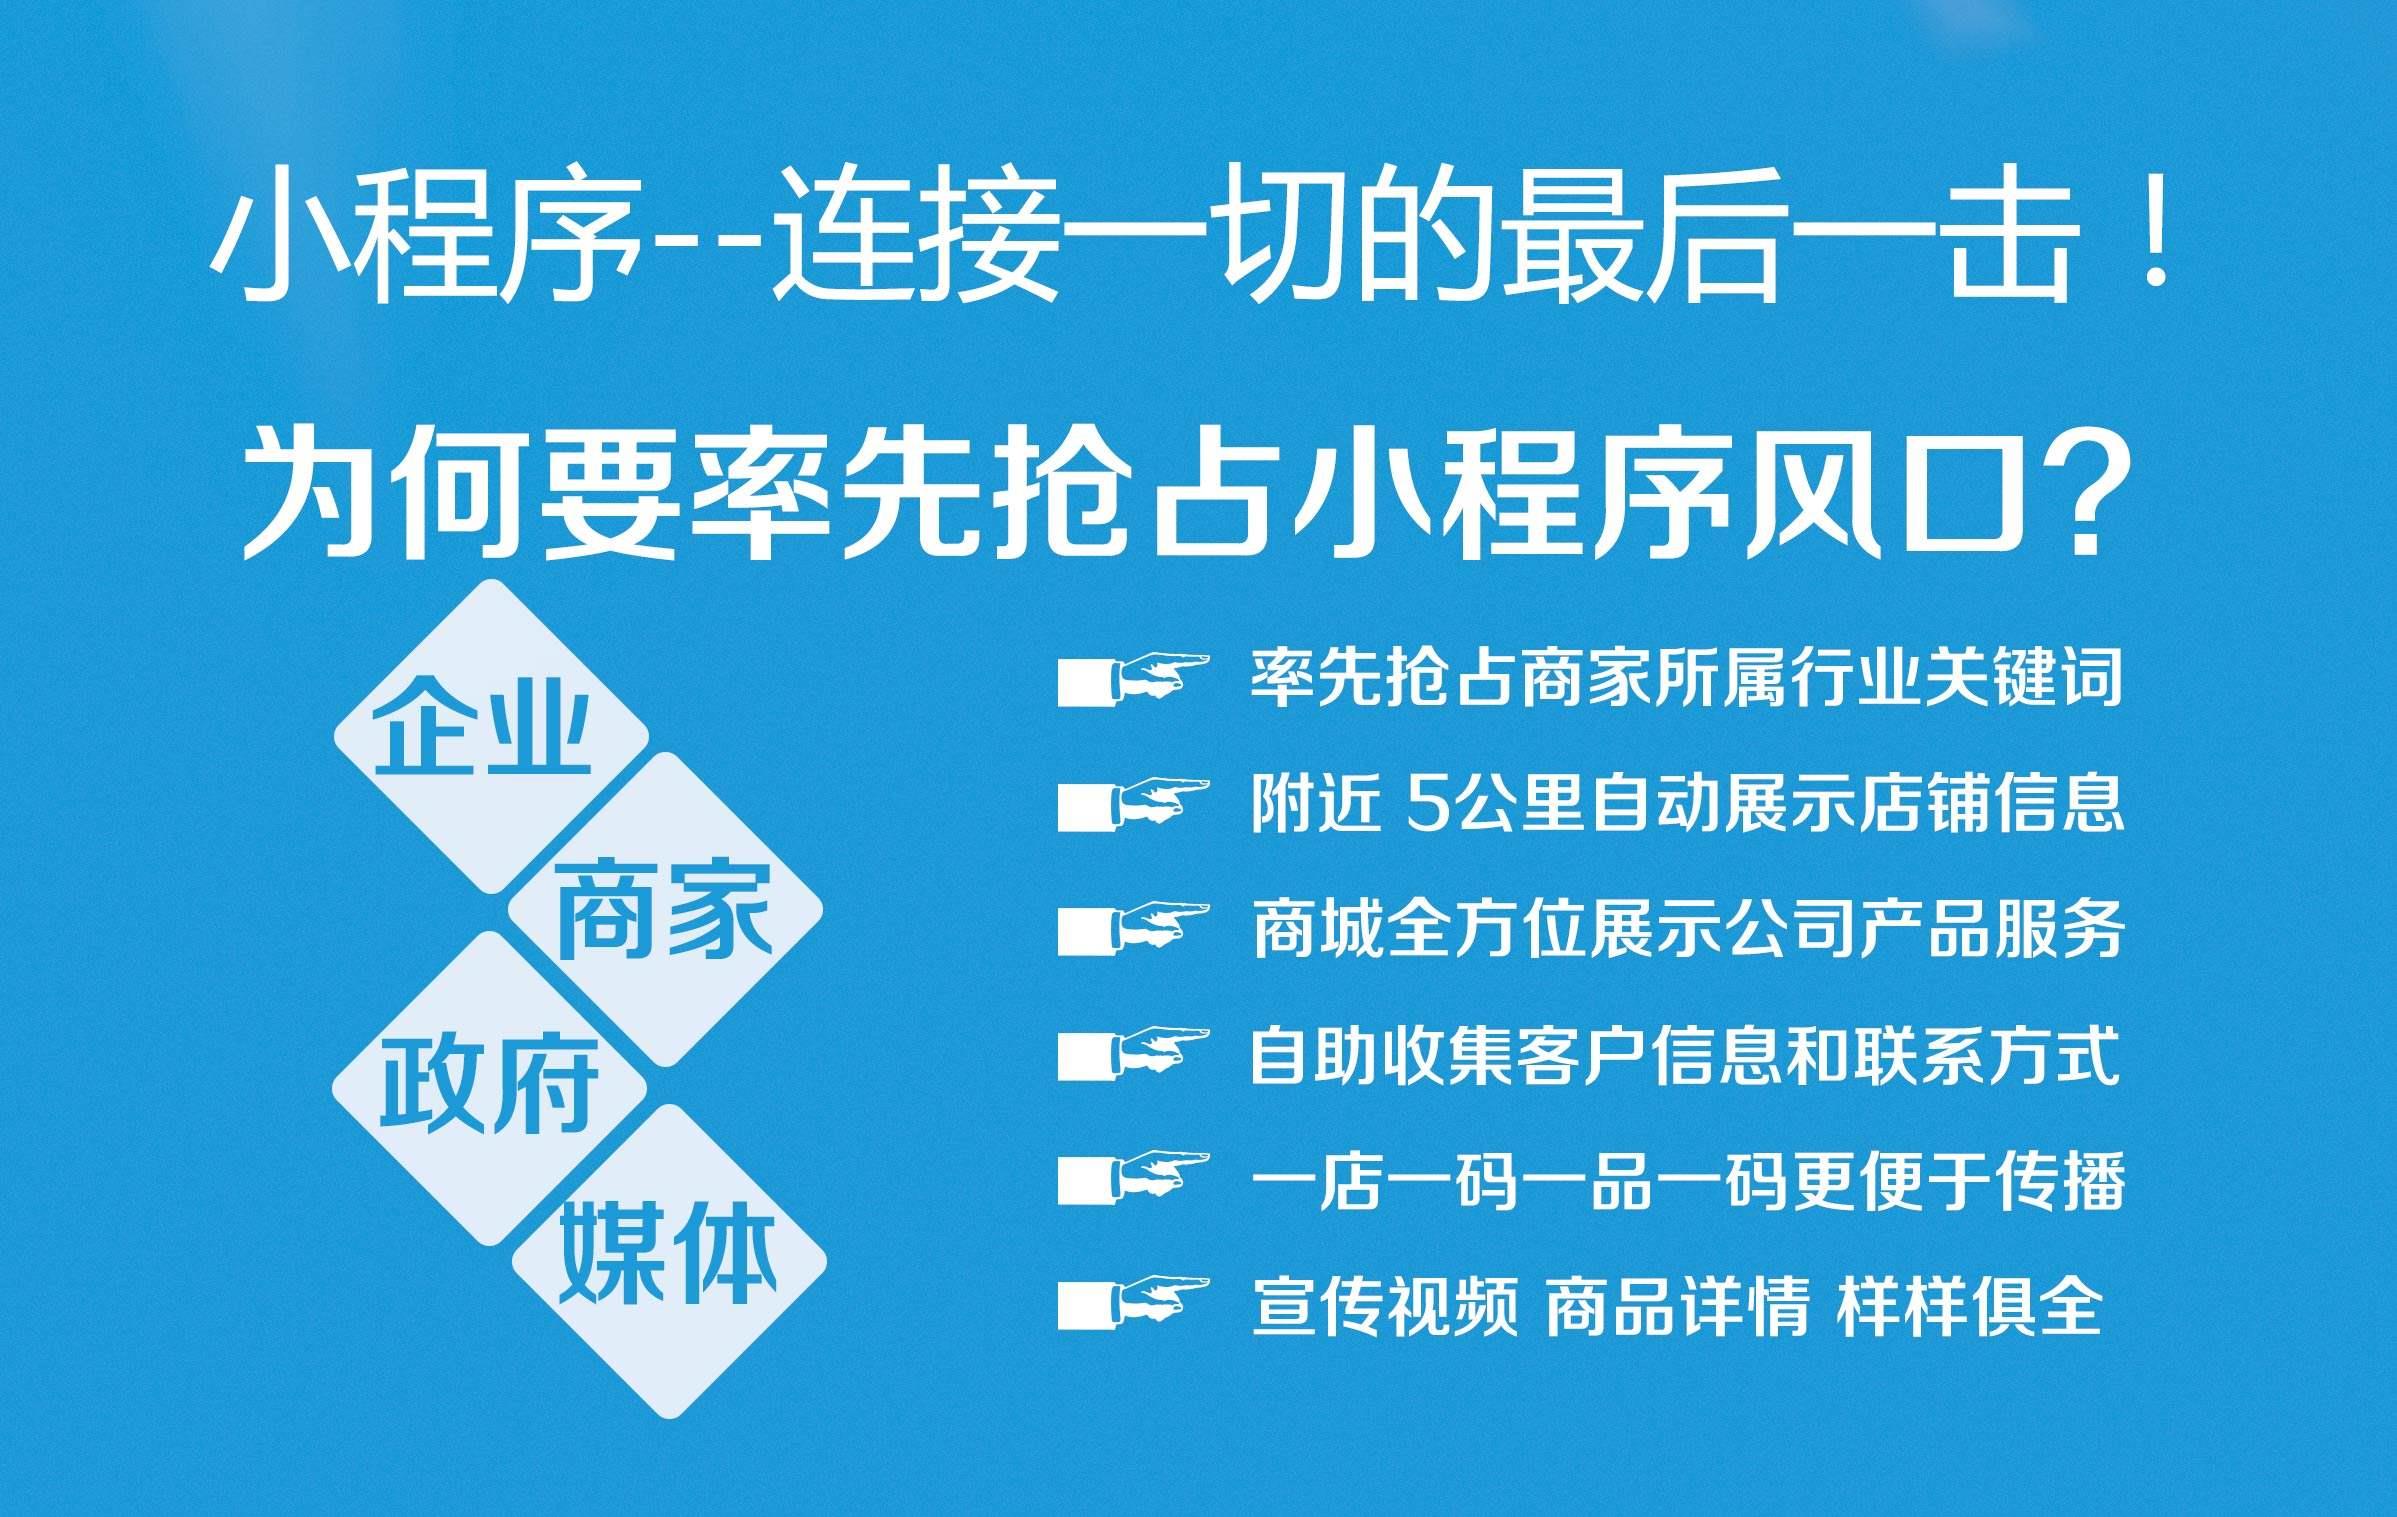 小程序--连接一切的最后一击！
为何要率先抢占小程序风口?
企业
商家
政府
媒体
率先抢占商家所属行业关键词
附近 5公里自动展示店铺信息
商城全方位展示公司产品服务
自助收集客户信息和联系方式
一店一码一品一码更便于传播
宣传视频 商品详情 样样俱全